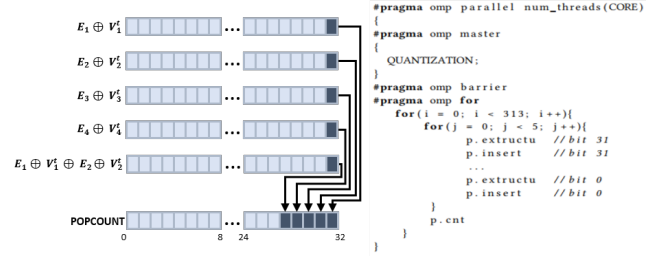 E₁ ⊕ V₁ᵗ
E₂ ⊕ V₂ᵗ
E₃ ⊕ V₃ᵗ
E₄ ⊕ V₄ᵗ
E₁ ⊕ V₁ᵗ ⊕ E₂ ⊕ V₂ᵗ
POPCOUNT
0 8 24 32
#pragma omp parallel num_threads(CORE)
{
#pragma omp master
{
QUANTIZATION;
}
#pragma omp barrier
#pragma omp for
for(i = 0; i < 313; i++){
for(j = 0; j < 5; j++){
p.extractu //bit 31
p.insert //bit 31
...
p.extractu //bit 0
p.insert //bit 0
}
p.cnt
}
}